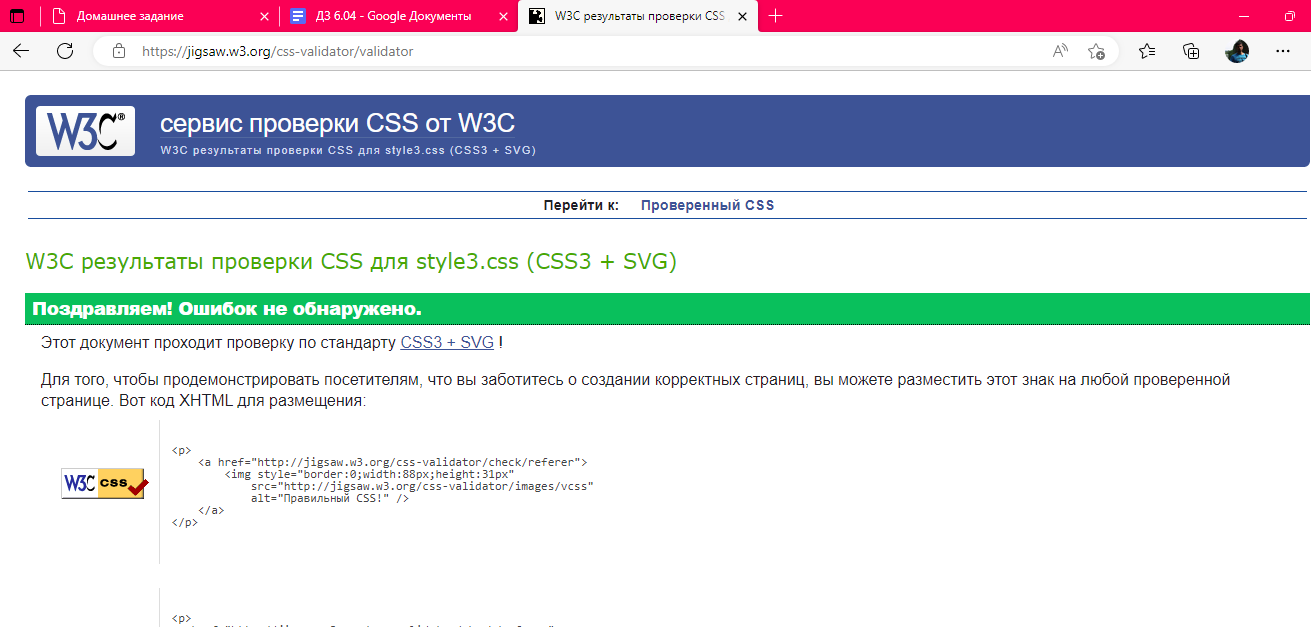 Домашнее задание
ДЗ 6.04 - Google Документы
W3C результаты проверки CSS
https://jigsaw.w3.org/css-validator/validator
W3C®
сервис проверки CSS от W3C
W3C результаты проверки CSS для style3.css (CSS3 + SVG)
Перейти к: Проверенный CSS
W3C результаты проверки CSS для style3.css (CSS3 + SVG)
Поздравляем! Ошибок не обнаружено.
Этот документ проходит проверку по стандарту CSS3 + SVG !
Для того, чтобы продемонстрировать посетителям, что вы заботитесь о создании корректных страниц, вы можете разместить этот знак на любой проверенной
странице. Вот код XHTML для размещения:
W3C css
<p>
<a href="http://jigsaw.w3.org/css-validator/check/referer">
<img style="border:0;width:88px;height:31px"
src="http://jigsaw.w3.org/css-validator/images/vcss"
alt="Правильный CSS!" />
</a>
</p>
<p>